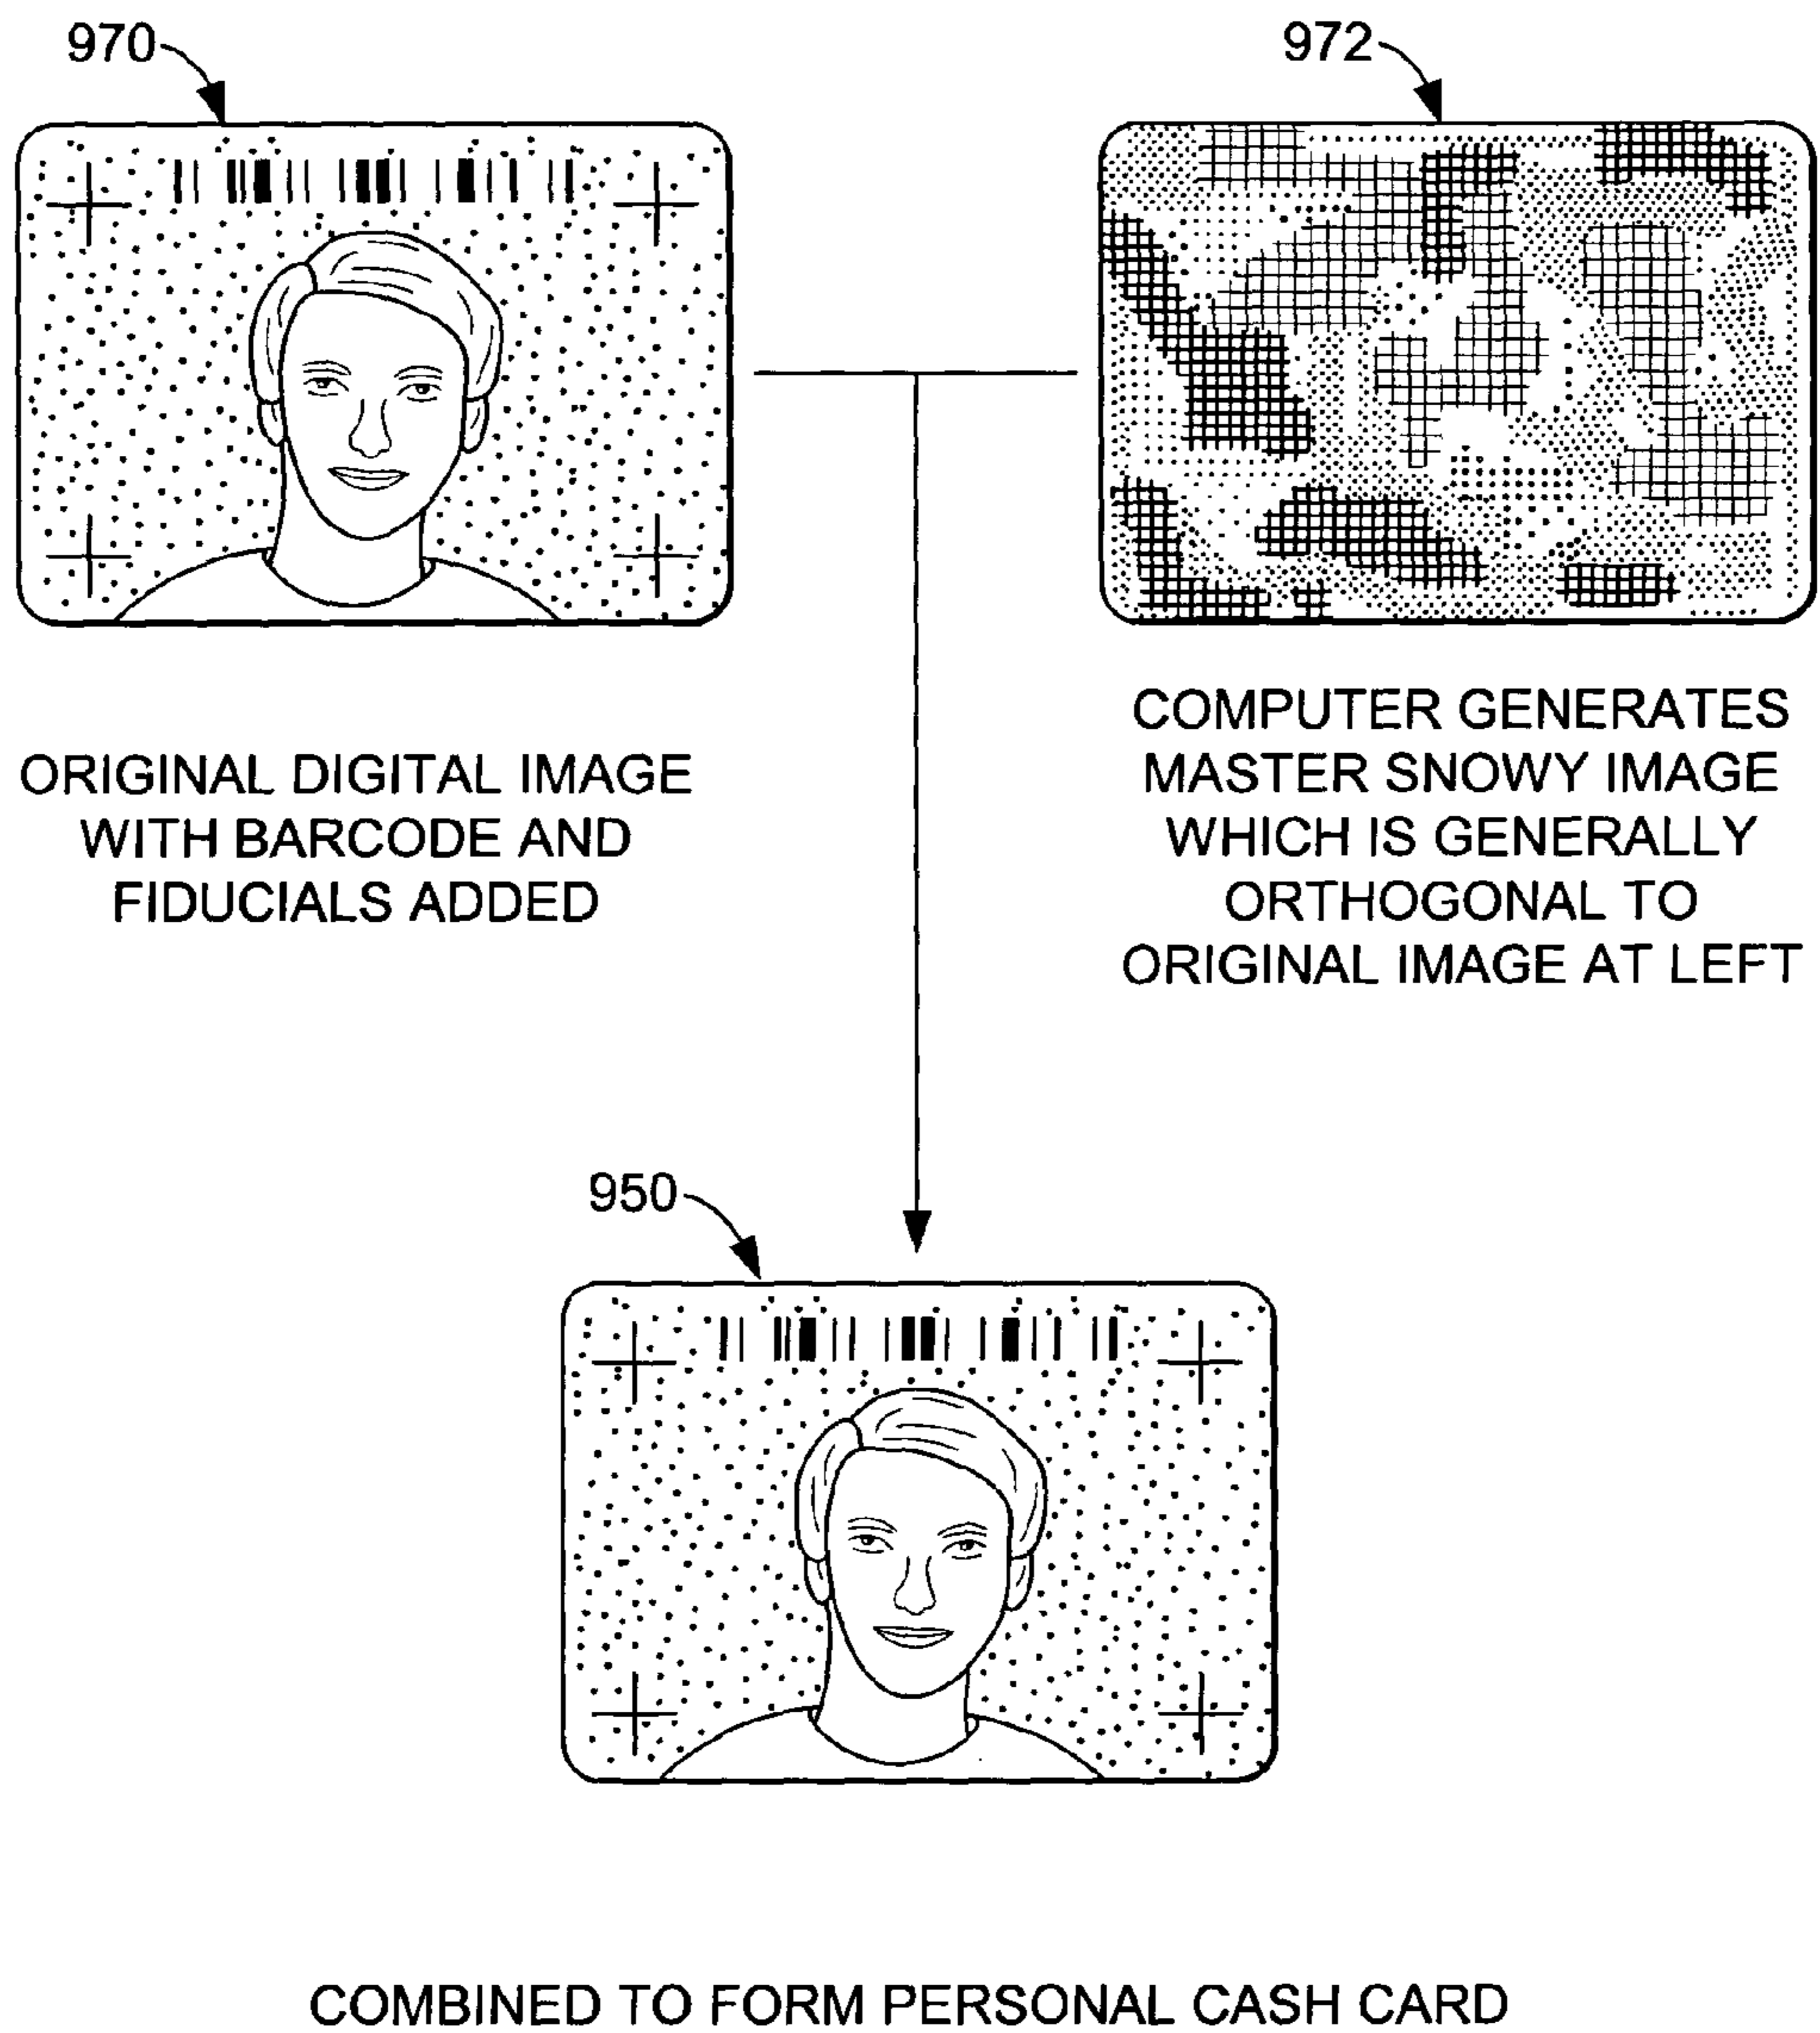 970
972
ORIGINAL DIGITAL IMAGE
WITH BARCODE AND
FIDUCIALS ADDED
COMPUTER GENERATES
MASTER SNOWY IMAGE
WHICH IS GENERALLY
ORTHOGONAL TO
ORIGINAL IMAGE AT LEFT
950
COMBINED TO FORM PERSONAL CASH CARD